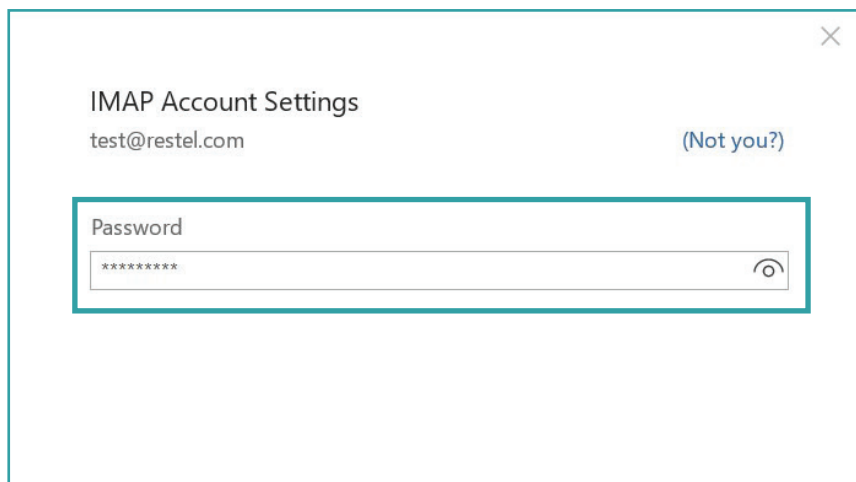 IMAP Account Settings
test@restel.com
(Not you?)
Password
*********